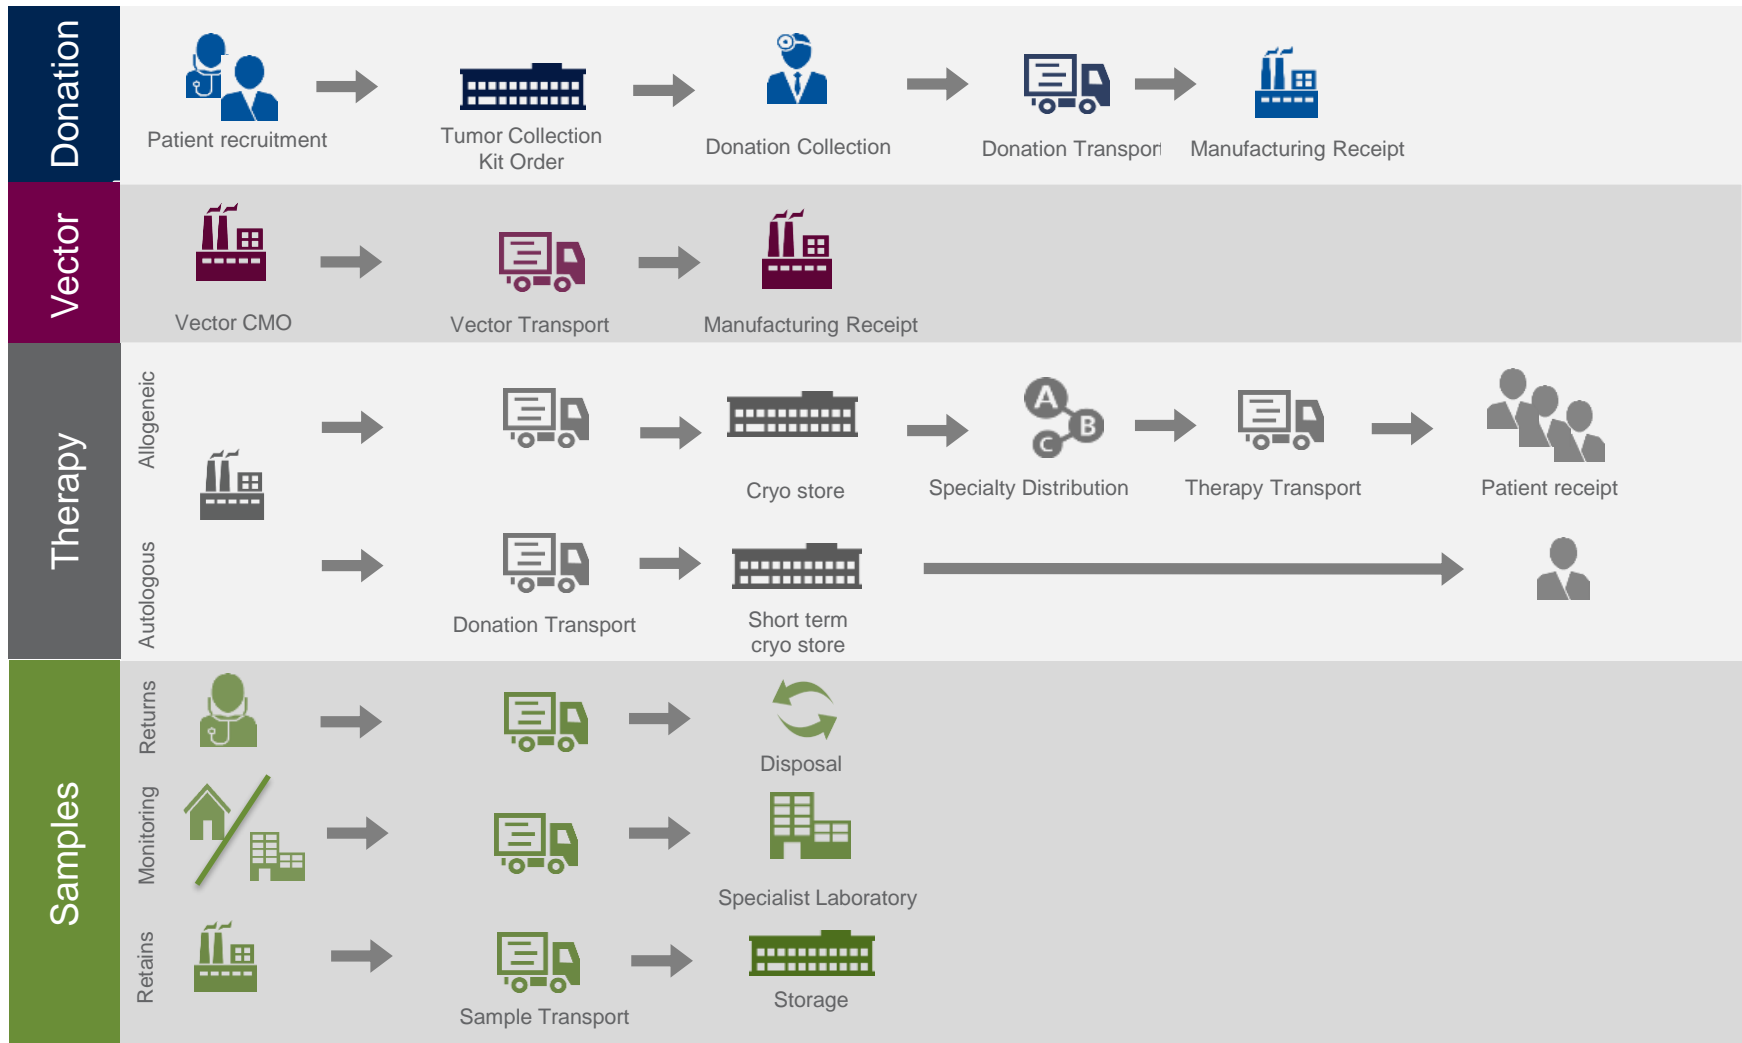 Donation
Patient recruitment
Tumor Collection
Kit Order
Donation Collection
Donation Transport
Manufacturing Receipt
Vector
Vector CMO
Vector Transport
Manufacturing Receipt
Therapy
Allogeneic
Cryo store
A
B
C
Specialty Distribution
Therapy Transport
Patient receipt
Autologous
Donation Transport
Short term
cryo store
Samples
Returns
Disposal
Monitoring
Specialist Laboratory
Retains
Sample Transport
Storage